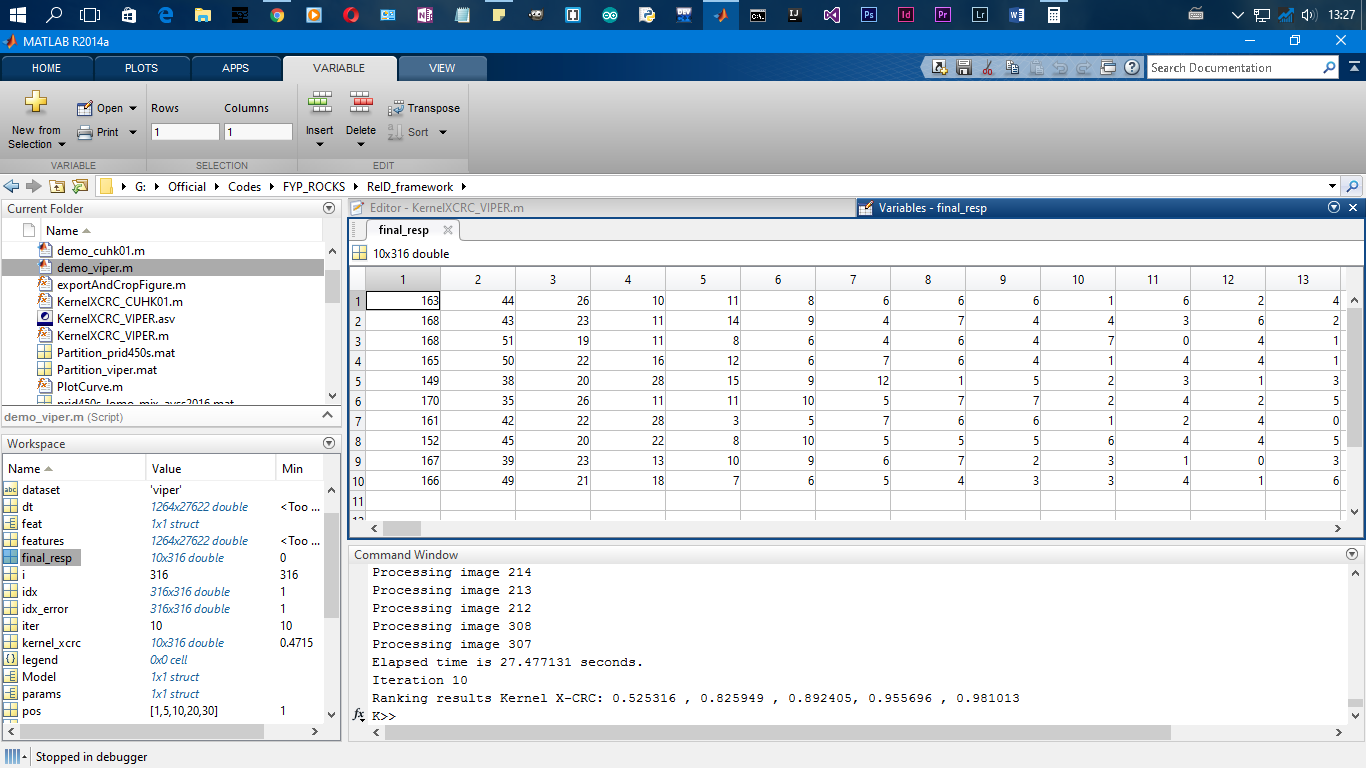 13:27
MATLAB R2014a
HOME PLOTS APPS VARIABLE VIEW
Search Documentation
New from Selection
Open
Print
Rows Columns
1 1
Insert Delete
Transpose
Sort
VARIABLE SELECTION EDIT
G: Official Codes FYP_ROCKS ReID_framework
Current Folder
Name
demo_cuhk01.m
demo_viper.m
exportAndCropFigure.m
KernelXCRC_CUHK01.m
KernelXCRC_VIPER.asv
KernelXCRC_VIPER.m
Partition_prid450s.mat
Partition_viper.mat
PlotCurve.m
demo_viper.m (Script)
Workspace
Name Value Min
dataset 'viper'
dt 1264x27622 double <Too ...
feat 1x1 struct
features 1264x27622 double <Too ...
final_resp 10x316 double 0
i 316 316
idx 316x316 double 1
idx_error 316x316 double 1
iter 10 10
kernel_xcrc 10x316 double 0.4715
legend 0x0 cell
Model 1x1 struct
params 1x1 struct
pos [1,5,10,20,30] 1
Editor - KernelXCRC_VIPER.m
Variables - final_resp
final_resp
10x316 double
1 2 3 4 5 6 7 8 9 10 11 12 13
1 163 44 26 10 11 8 6 6 6 1 6 2 4
2 168 43 23 11 14 9 4 7 4 4 3 6 2
3 168 51 19 11 8 6 4 6 4 7 0 4 1
4 165 50 22 16 12 6 7 6 4 1 4 4 1
5 149 38 20 28 15 9 12 1 5 2 3 1 3
6 170 35 26 11 11 10 5 7 7 2 4 2 5
7 161 42 22 28 3 5 7 6 6 1 2 4 0
8 152 45 20 22 8 10 5 5 5 6 4 4 5
9 167 39 23 13 10 9 6 7 2 3 1 0 3
10 166 49 21 18 7 6 5 4 3 3 4 1 6
11
Command Window
Processing image 214
Processing image 213
Processing image 212
Processing image 308
Processing image 307
Elapsed time is 27.477131 seconds.
Iteration 10
Ranking results Kernel X-CRC: 0.525316 , 0.825949 , 0.892405, 0.955696 , 0.981013
fx K>>
Stopped in debugger